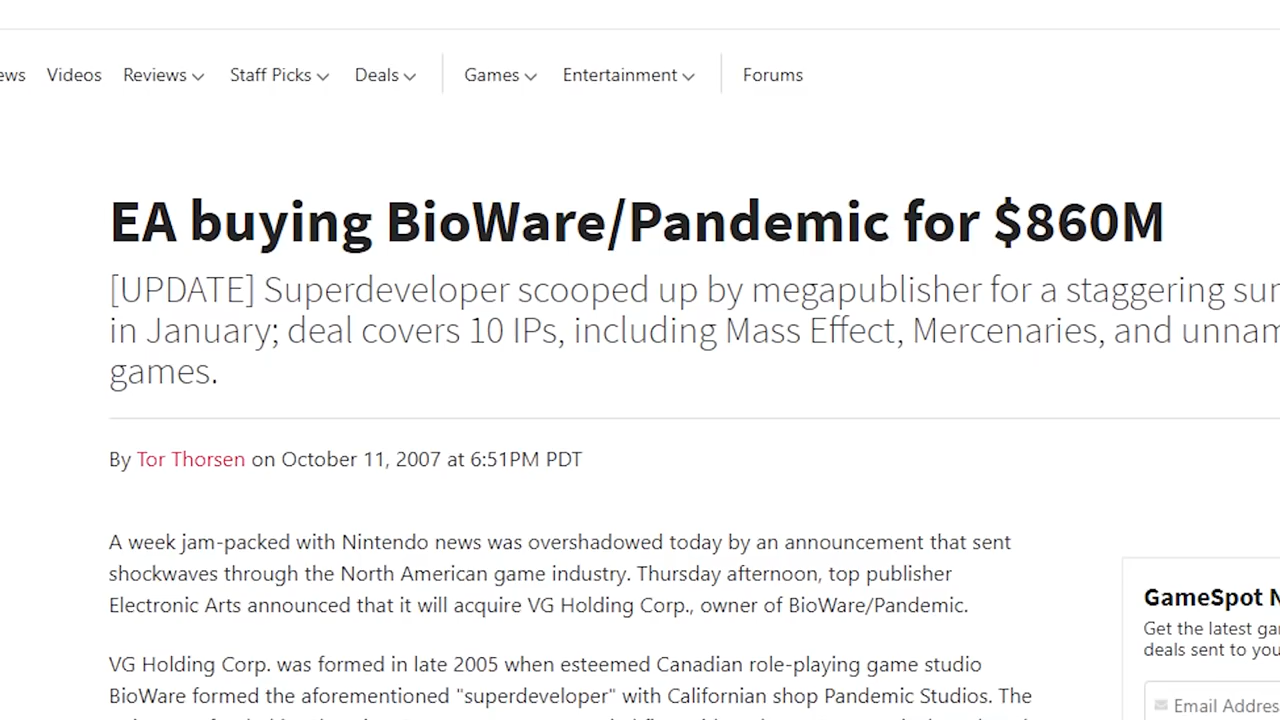 Videos Reviews Staff Picks Deals Games Entertainment Forums
EA buying BioWare/Pandemic for $860M
[UPDATE] Superdeveloper scooped up by megapublisher for a staggering
in January; deal covers 10 IPs, including Mass Effect, Mercenaries, and
games.
By Tor Thorsen on October 11, 2007 at 6:51PM PDT
A week jam-packed with Nintendo news was overshadowed today by an announcement that sent
shockwaves through the North American game industry. Thursday afternoon, top publisher
Electronic Arts announced that it will acquire VG Holding Corp., owner of BioWare/Pandemic.
GameSpot
Get the latest
deals sent to
VG Holding Corp. was formed in late 2005 when esteemed Canadian role-playing game studio
BioWare formed the aforementioned "superdeveloper" with Californian shop Pandemic Studios. The
Email